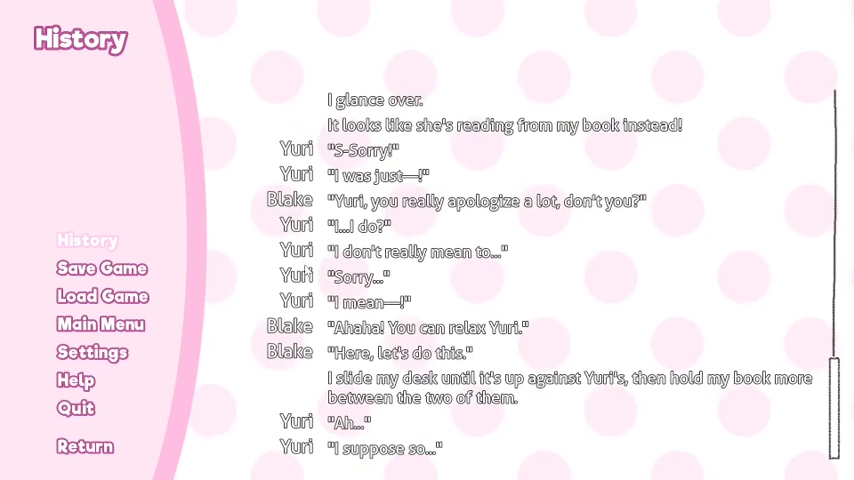 History
I glance over.
It looks like she's reading from my book instead!
Yuri "S-Sorry!"
Yuri "I was just—!"
Blake "Yuri, you really apologize a lot, don't you?"
Yuri "I...I do?"
Yuri "I don't really mean to..."
Yuri "Sorry..."
Yuri "I mean—!"
Blake "Ahaha! You can relax Yuri."
Blake "Here, let's do this."
I slide my desk until it's up against Yuri's, then hold my book more
between the two of them.
Yuri "Ah..."
Yuri "I suppose so..."
History
Save Game
Load Game
Main Menu
Settings
Help
Quit
Return